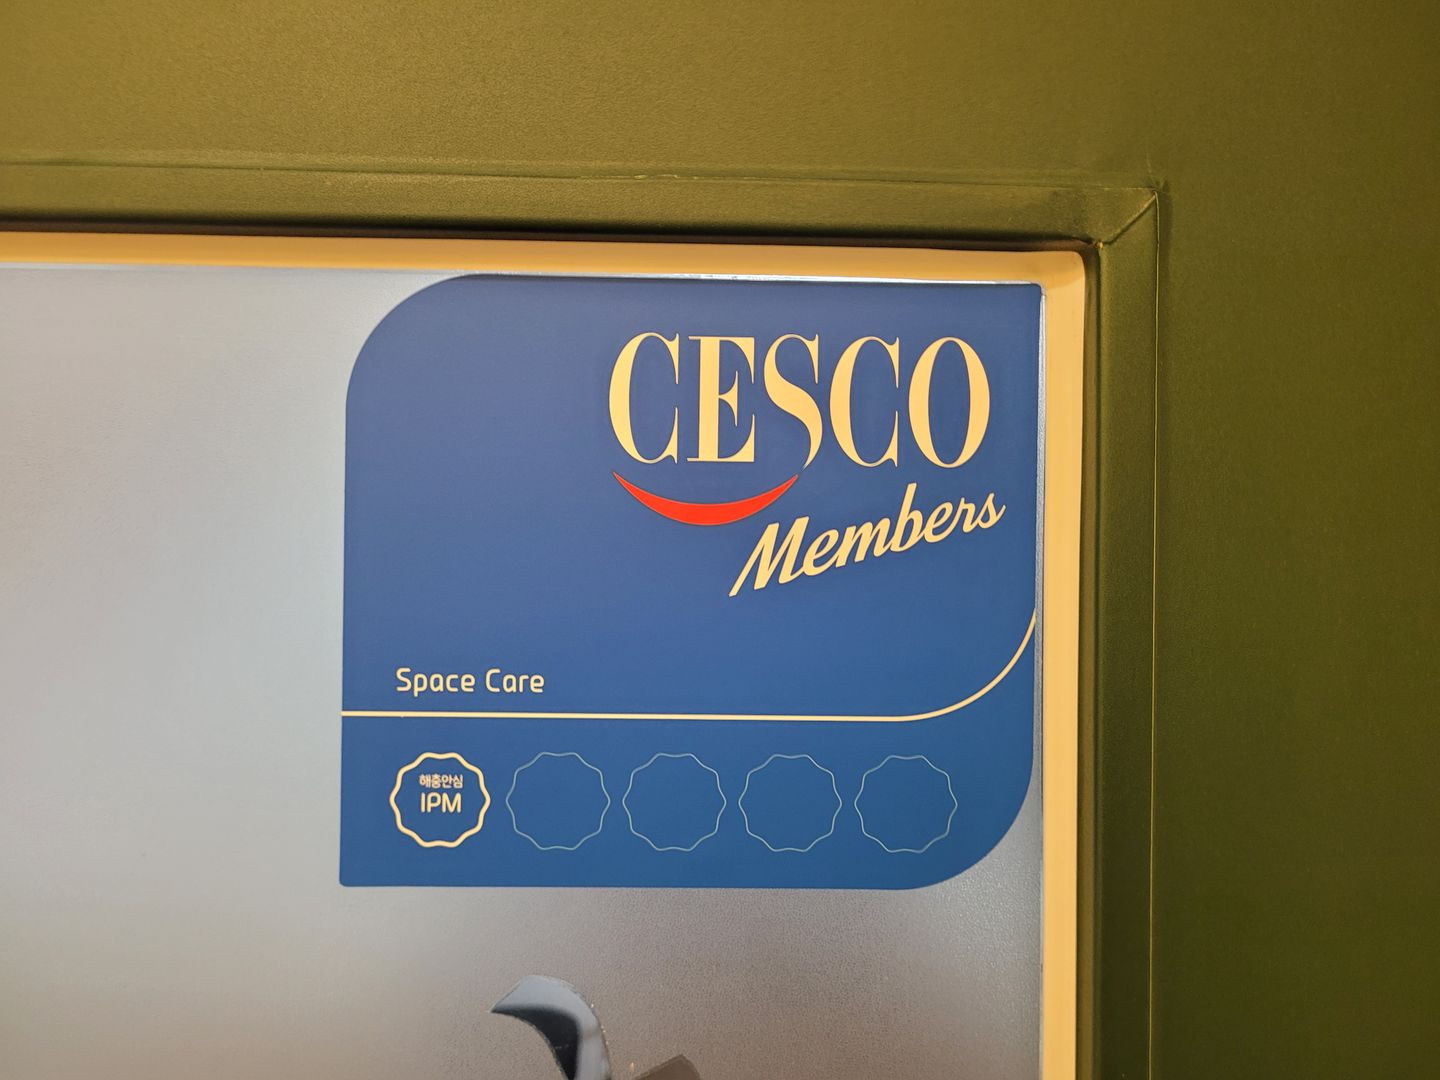 CESCO
Members
Space Care
해충안심
IPM